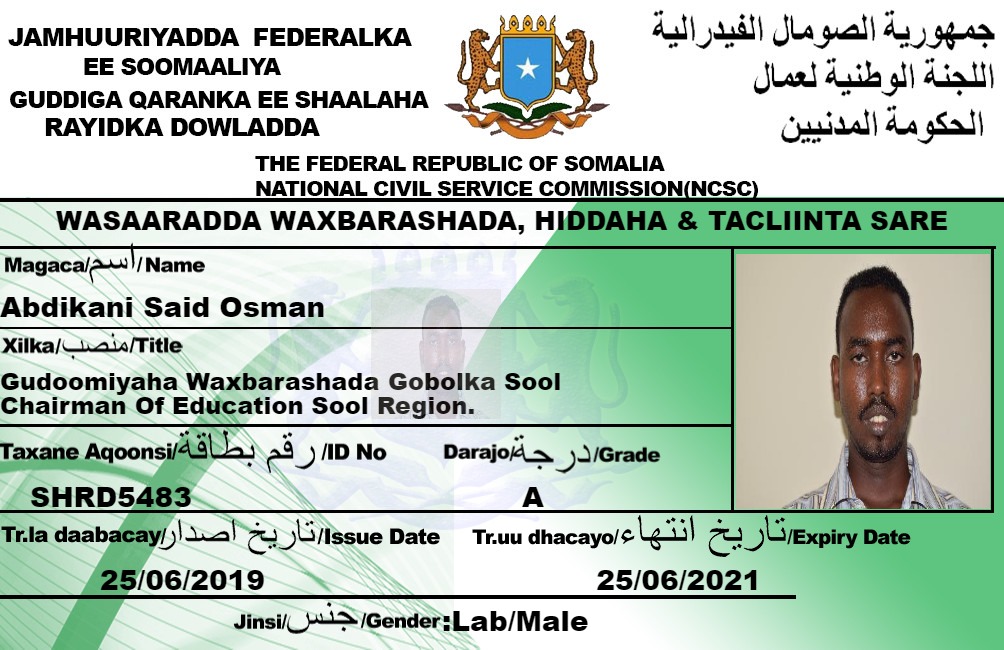 JAMHUURIYADDA FEDERALKA
EE SOOMAALIYA
GUDDIGA QARANKA EE SHAALAHA
RAYIDKA DOWLADDA
جمهورية الصومال الفيدرالية
اللجنة الوطنية لعمال
الحكومة المدنيين
THE FEDERAL REPUBLIC OF SOMALIA
NATIONAL CIVIL SERVICE COMMISSION(NCSC)
WASAARADDA WAXBARASHADA, HIDDAHA & TACLIINTA SARE
Magaca/اسم/Name
Abdikani Said Osman
Xilka/منصب/Title
Gudoomiyaha Waxbarashada Gobolka Sool
Chairman Of Education Sool Region.
Taxane Aqoonsi/رقم بطاقة/ID No
Darajo/درجة/Grade
SHRD5483
A
Tr.la daabacay/تاريخ اصدار/Issue Date
Tr.uu dhacayo/تاريخ انتهاء/Expiry Date
25/06/2019
25/06/2021
Jinsi/جنس/Gender:Lab/Male